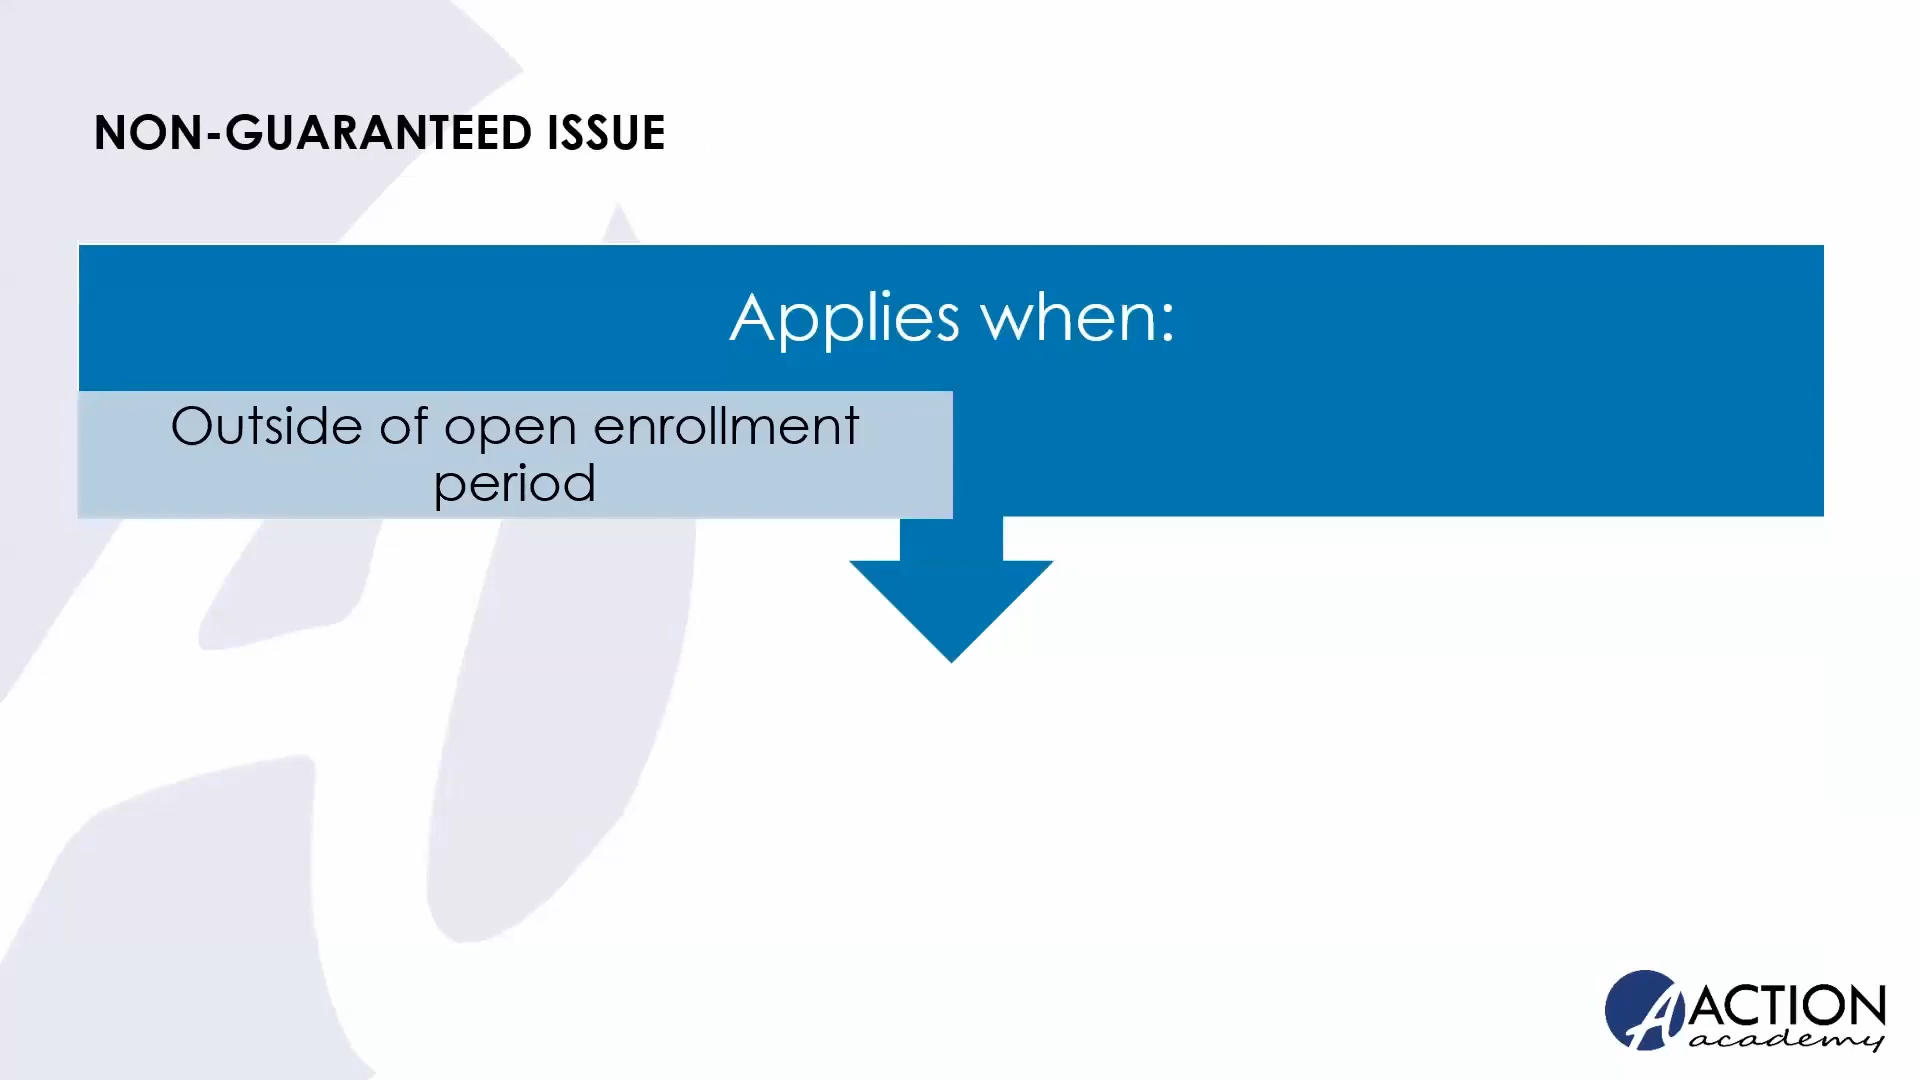 NON-GUARANTEED ISSUE
Applies when:
Outside of open enrollment
period
ACTION
academy